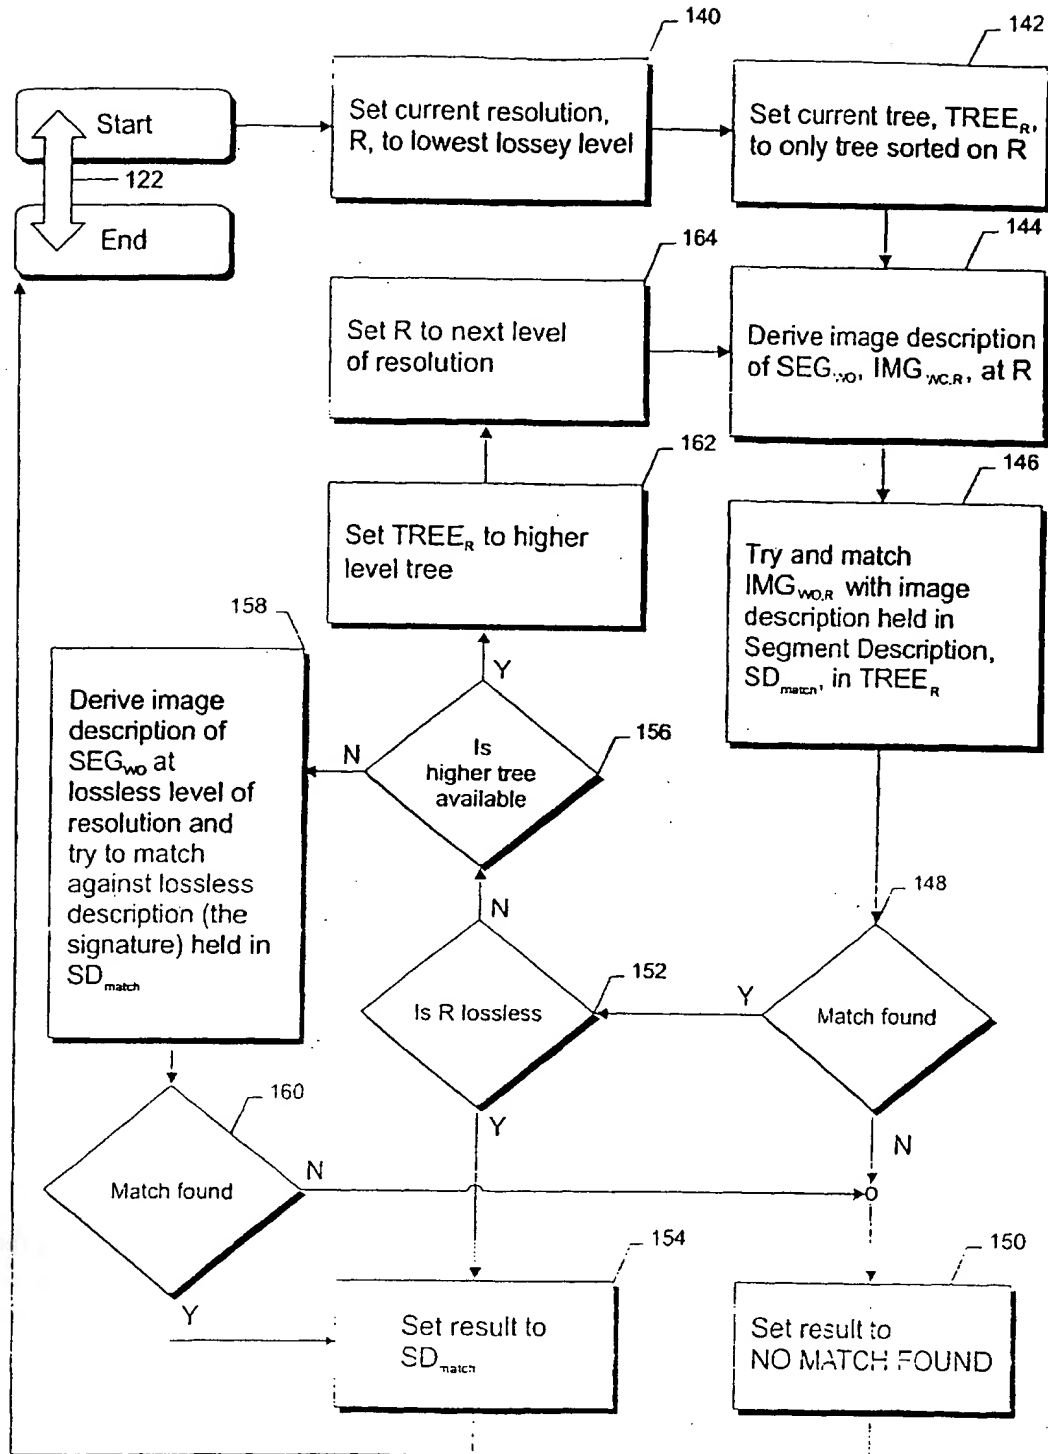 140
142
Start
Set current resolution,
R, to lowest lossey level
Set current tree, TREE_R,
to only tree sorted on R
122
End
164
144
Set R to next level
of resolution
Derive image description
of SEG_WO, IMG_WC.R, at R
162
146
Set TREE_R to higher
level tree
Try and match
IMG_WO,R with image
description held in
Segment Description,
SD_match, in TREE_R
158
Derive image
description of
SEG_WO at
lossless level of
resolution and
try to match
against lossless
description (the
signature) held in
SD_match
Y
N
Is
higher tree
available
156
N
148
152
Is R lossless
Y
Match found
160
Y
N
Match found
N
154
150
Y
Set result to
SD_match
Set result to
NO MATCH FOUND